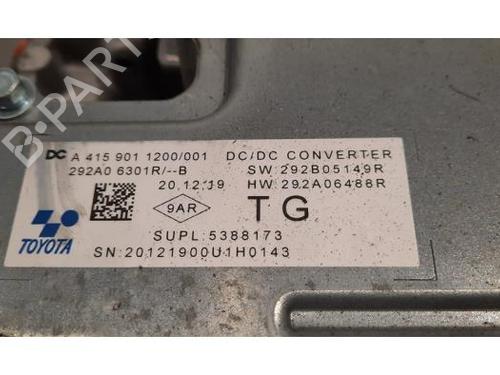 B-PARTS
DC A 415 901 1200/001 DC/DC CONVERTER
292A0 6301R/--B SW:292B05149R
20.12.19 HW:292A06488R
9AR TG
TOYOTA
SUPL:5388173
SN:20121900U1H0143